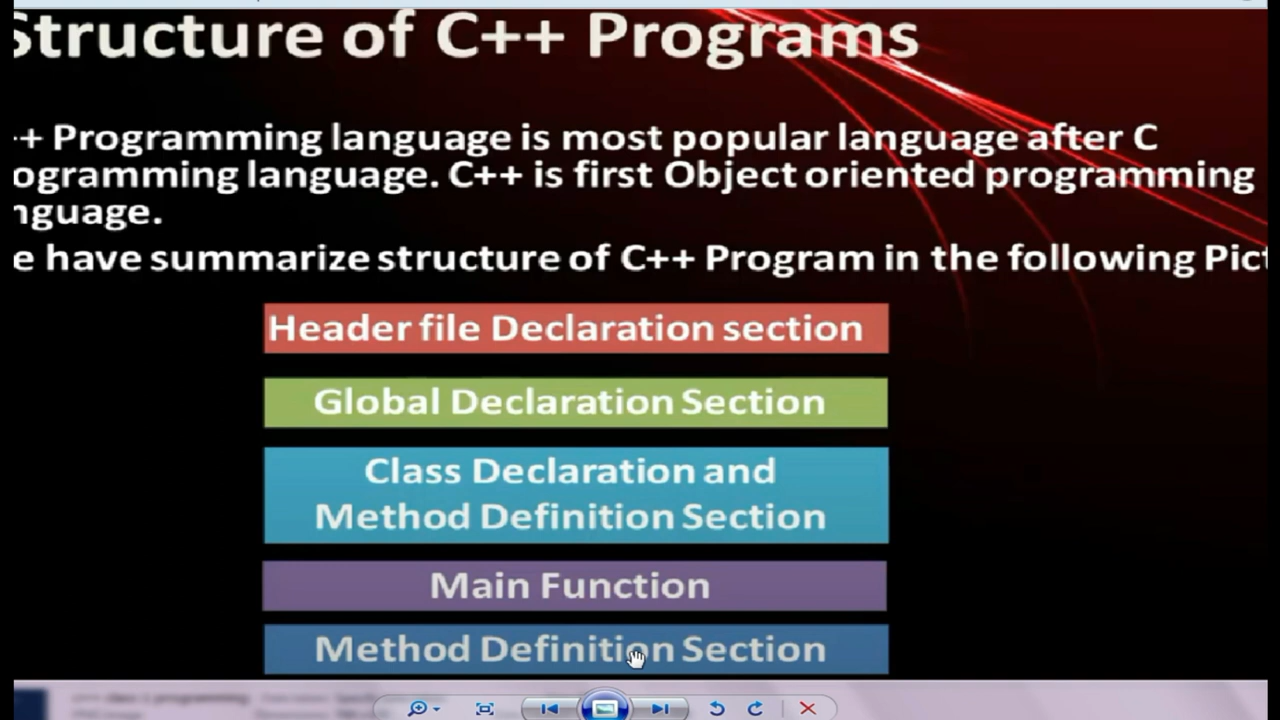 Structure of C++ Programs
+ Programming language is most popular language after C
ogramming language. C++ is first Object oriented programming
nguage.
e have summarize structure of C++ Program in the following Pict
Header file Declaration section
Global Declaration Section
Class Declaration and
Method Definition Section
Main Function
Method Definition Section